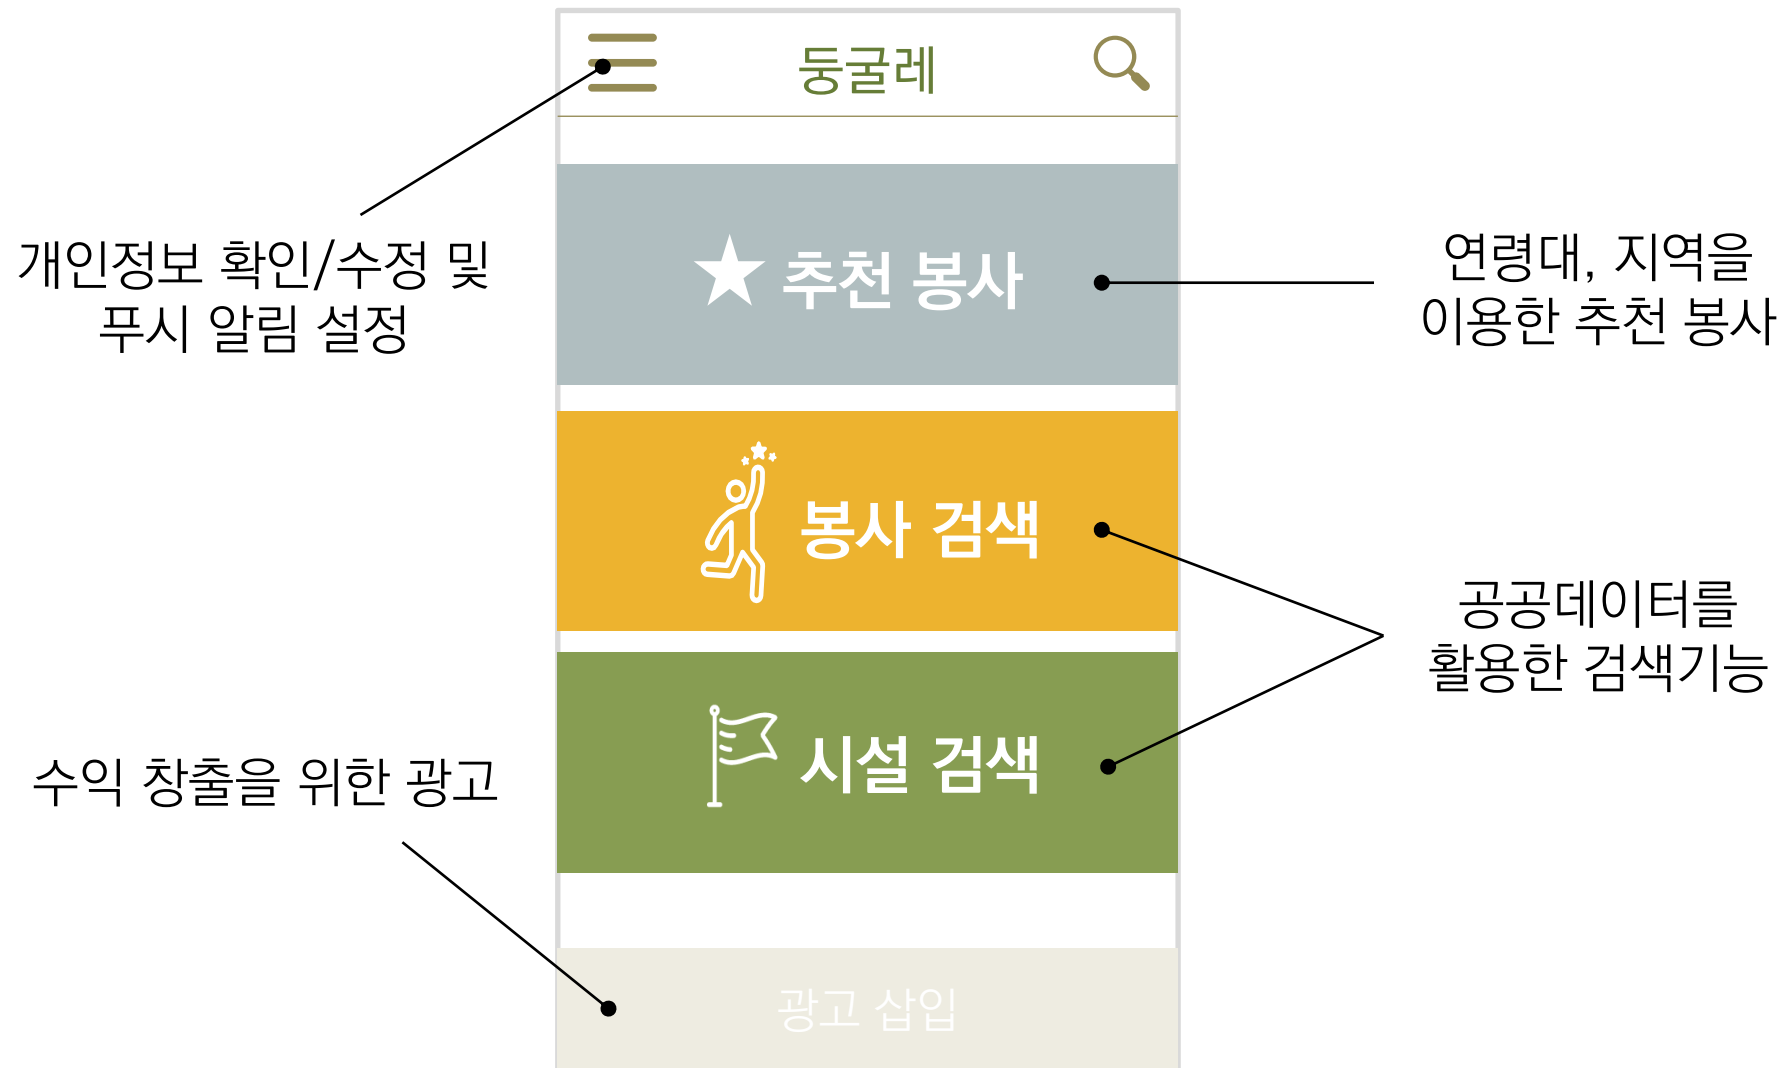 둥굴레
개인정보 확인/수정 및
푸시 알림 설정
★ 추천 봉사
연령대, 지역을
이용한 추천 봉사
봉사 검색
공공데이터를
활용한 검색기능
시설 검색
수익 창출을 위한 광고
광고 삽입